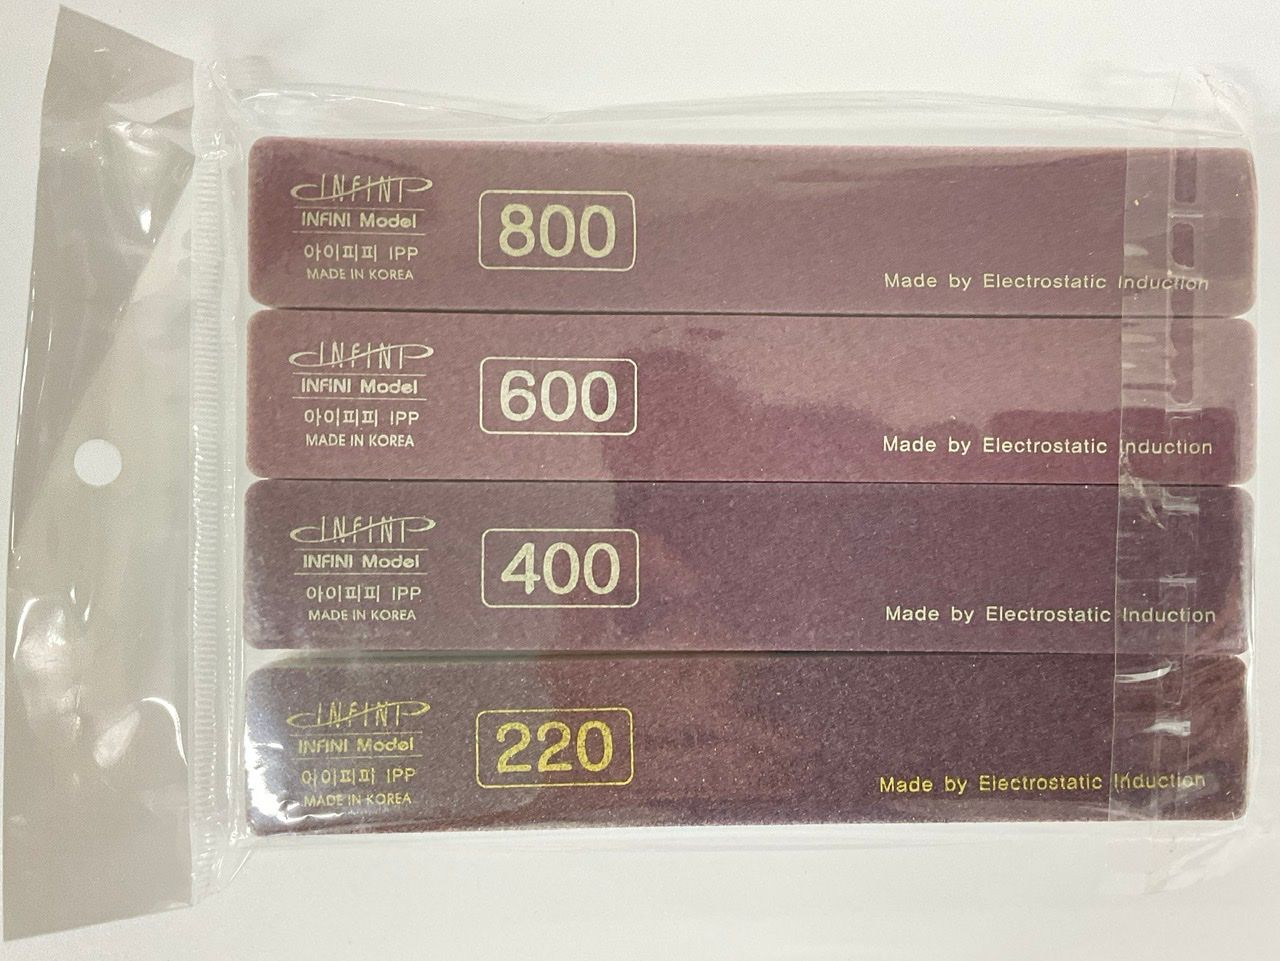 INFINI
INFINI Model
아이피피 IPP
MADE IN KOREA
800
Made by Electrostatic Induction
INFINI
INFINI Model
아이피피 IPP
MADE IN KOREA
600
Made by Electrostatic Induction
INFINI
INFINI Model
아이피피 IPP
MADE IN KOREA
400
Made by Electrostatic Induction
INFINI
INFINI Model
아이피피 IPP
MADE IN KOREA
220
Made by Electrostatic Induction